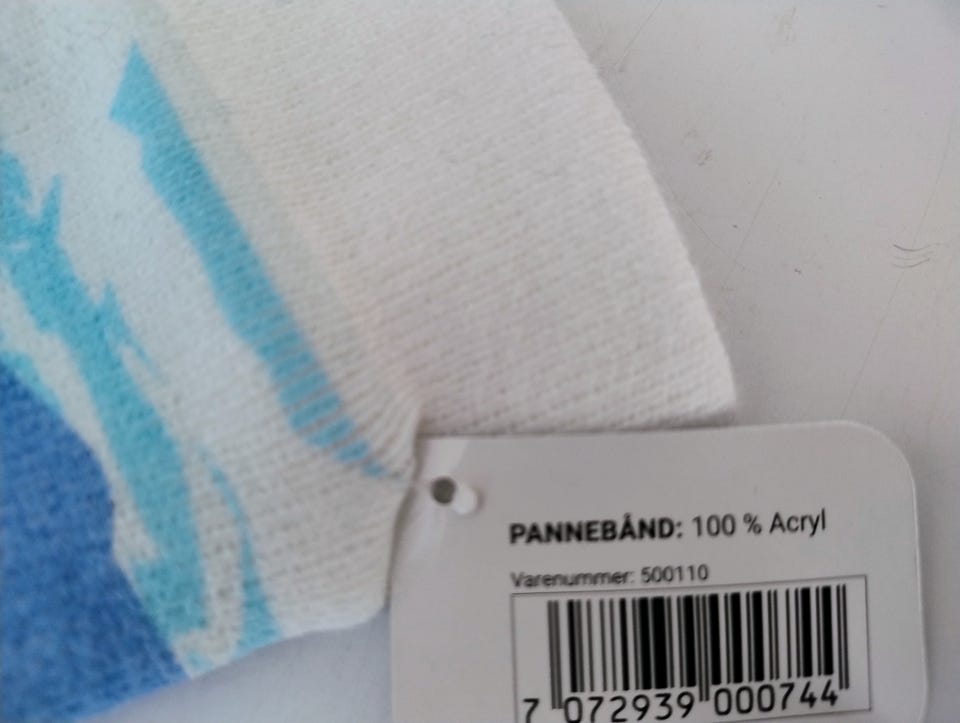 PANNEBÅND: 100 % Acryl
Varenummer: 500110
7 072939 000744